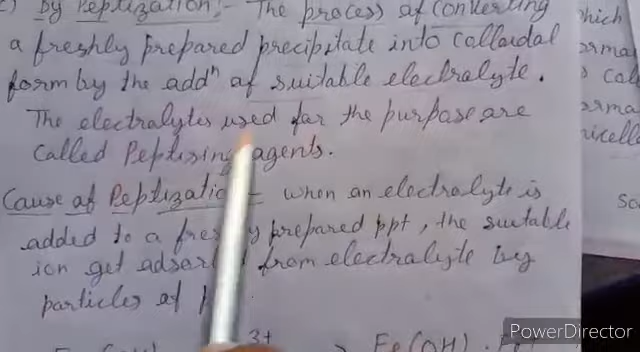 c) By Peptization:- The process of converting
a freshly prepared precipitate into colloidal
form by the addn of suitable electrolyte.
The electrolytes used for the purpose are
called Peptising agents.
Cause of Peptization - when an electrolyte is
added to a prepared ppt, the suitable
ion get from electrolyte by
particles of
3+
Fe(OH)
hich
PowerDirector